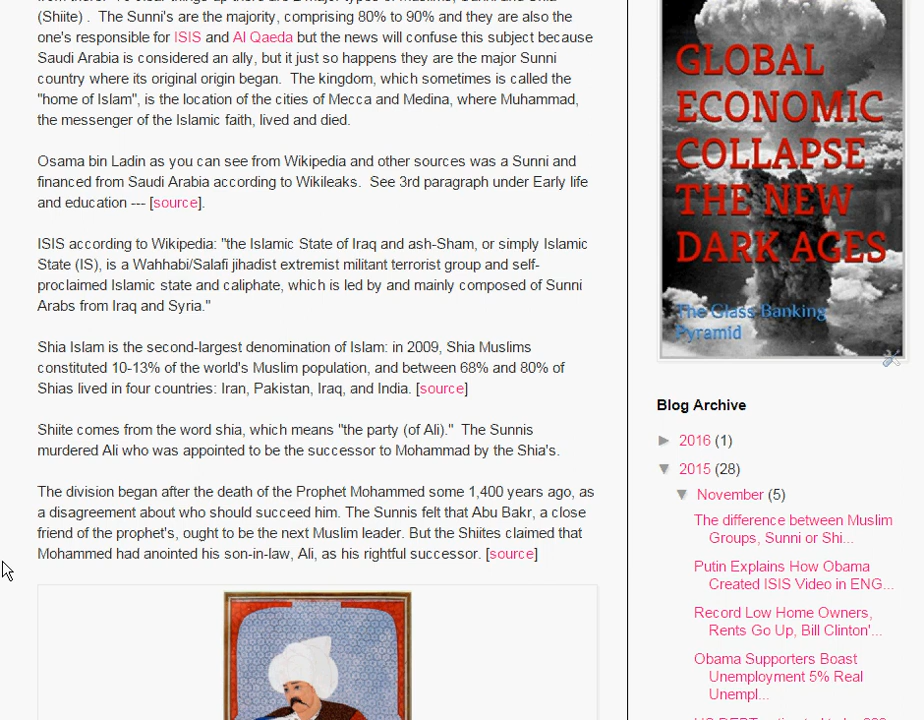 (Shiite) .  The Sunni's are the majority, comprising 80% to 90% and they are also the
one's responsible for ISIS and Al Qaeda but the news will confuse this subject because
Saudi Arabia is considered an ally, but it just so happens they are the major Sunni
country where its original origin began.  The kingdom, which sometimes is called the
"home of Islam", is the location of the cities of Mecca and Medina, where Muhammad,
the messenger of the Islamic faith, lived and died.
Osama bin Ladin as you can see from Wikipedia and other sources was a Sunni and
financed from Saudi Arabia according to Wikileaks.  See 3rd paragraph under Early life
and education --- [source].
ISIS according to Wikipedia: "the Islamic State of Iraq and ash-Sham, or simply Islamic
State (IS), is a Wahhabi/Salafi jihadist extremist militant terrorist group and self-
proclaimed Islamic state and caliphate, which is led by and mainly composed of Sunni
Arabs from Iraq and Syria."
Shia Islam is the second-largest denomination of Islam: in 2009, Shia Muslims
constituted 10-13% of the world's Muslim population, and between 68% and 80% of
Shias lived in four countries: Iran, Pakistan, Iraq, and India. [source]
Shiite comes from the word shia, which means "the party (of Ali)."  The Sunnis
murdered Ali who was appointed to be the successor to Mohammad by the Shia's.
The division began after the death of the Prophet Mohammed some 1,400 years ago, as
a disagreement about who should succeed him. The Sunnis felt that Abu Bakr, a close
friend of the prophet's, ought to be the next Muslim leader. But the Shiites claimed that
Mohammed had anointed his son-in-law, Ali, as his rightful successor. [source]
GLOBAL
ECONOMIC
COLLAPSE
THE NEW
DARK AGES
The Glass Banking
Pyramid
Blog Archive
► 2016 (1)
▼ 2015 (28)
▼ November (5)
The difference between Muslim
Groups, Sunni or Shi...
Putin Explains How Obama
Created ISIS Video in ENG...
Record Low Home Owners,
Rents Go Up, Bill Clinton'...
Obama Supporters Boast
Unemployment 5% Real
Unempl...